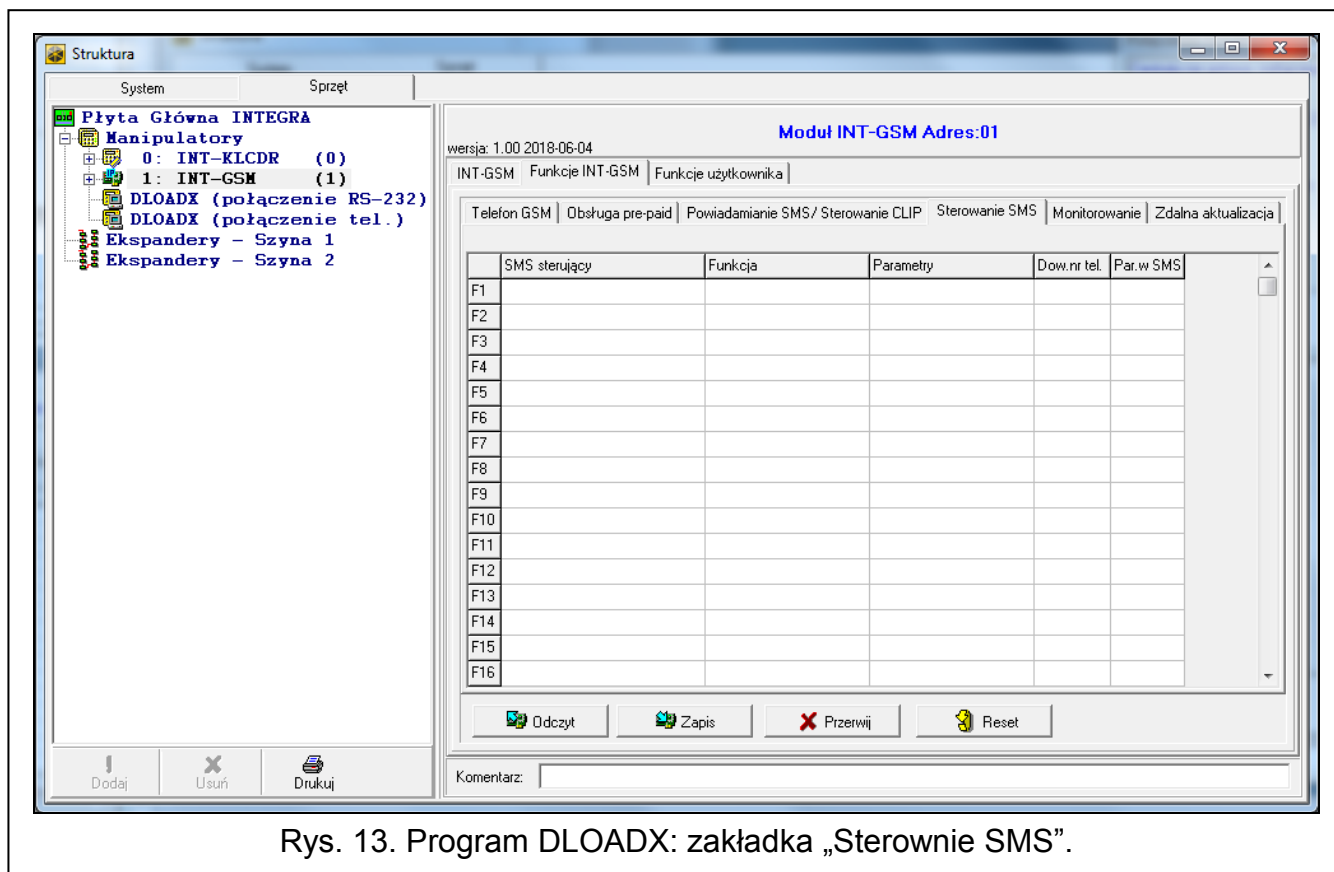 Struktura
System Sprzęt
Płyta Główna INTEGRA
Manipulatory
0: INT-KLCDR (0)
1: INT-GSM (1)
DLOADX (połączenie RS-232)
DLOADX (połączenie tel.)
Ekspandery - Szyna 1
Ekspandery - Szyna 2
Dodaj Usuń Drukuj
Moduł INT-GSM Adres:01
wersja: 1.00 2018-06-04
INT-GSM Funkcje INT-GSM Funkcje użytkownika
Telefon GSM Obsługa pre-paid Powiadamianie SMS/ Sterowanie CLIP Sterowanie SMS Monitorowanie Zdalna aktualizacja
SMS sterujący Funkcja Parametry Dow.nr tel. Par.w SMS
F1
F2
F3
F4
F5
F6
F7
F8
F9
F10
F11
F12
F13
F14
F15
F16
Odczyt Zapis Przerwij Reset
Komentarz:
Rys. 13. Program DLOADX: zakładka „Sterownie SMS”.